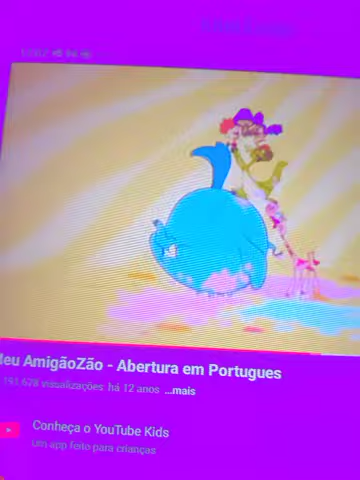 Meu AmigãoZão - Abertura em Portugues
191.678 visualizações há 12 anos ...mais
Conheça o YouTube Kids
Um app feito para crianças